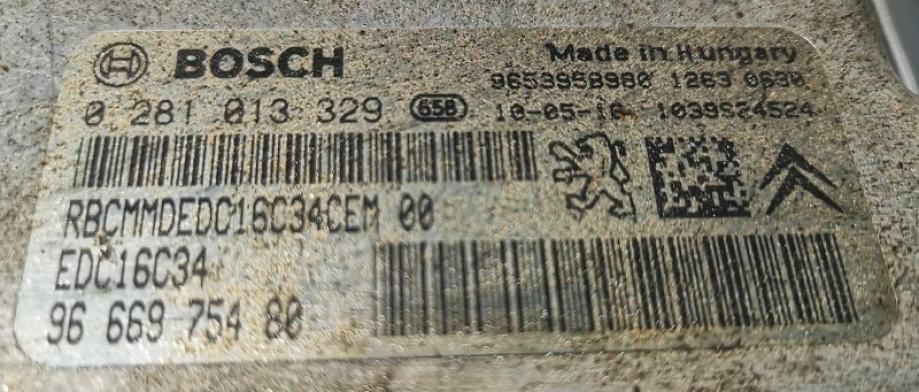 BOSCH
Made in Hungary
9653958980 1263 0630
0 281 013 329 658
10-05-16 1039S24524
RBCMMDEDC16C34CEM 00
EDC16C34
96 669 754 80